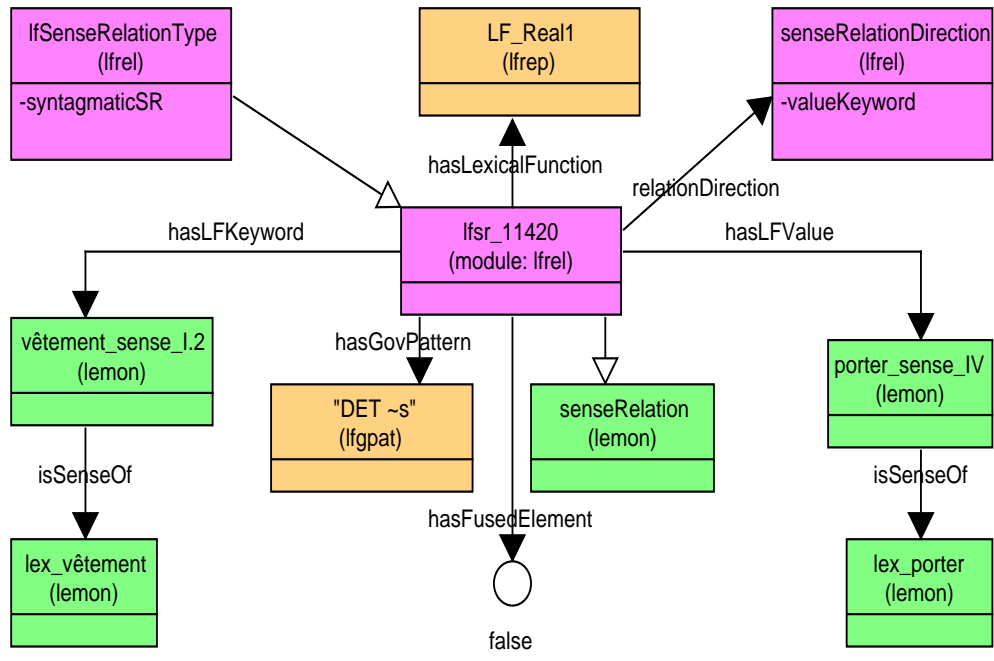 lfSenseRelationType
(lfrel)
-syntagmaticSR
LF_Real1
(lfrep)
senseRelationDirection
(lfrel)
-valueKeyword
hasLexicalFunction
relationDirection
hasLFKeyword
lfsr_11420
(module: lfrel)
hasLFValue
vêtement_sense_I.2
(lemon)
hasGovPattern
porter_sense_IV
(lemon)
"DET ~s"
(lfgpat)
senseRelation
(lemon)
isSenseOf
isSenseOf
hasFusedElement
lex_vêtement
(lemon)
lex_porter
(lemon)
false